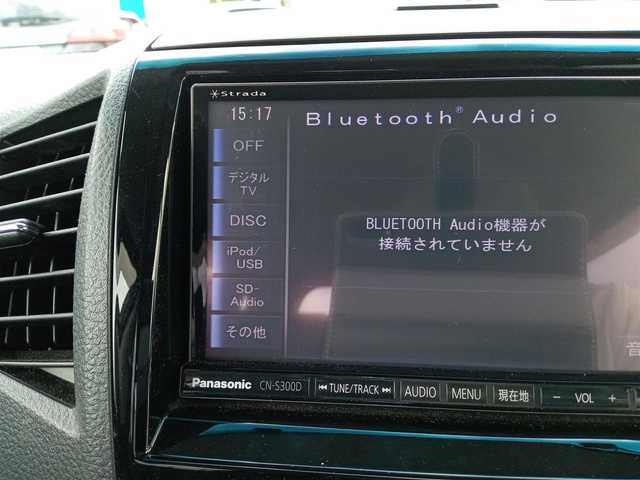 Strada
15:17
Bluetooth® Audio
OFF
デジタル
TV
DISC
iPod/
USB
SD-
Audio
その他
BLUETOOTH Audio機器が
接続されていません
音
Panasonic CN-S300D TUNE/TRACK AUDIO MENU 現在地 − VOL +